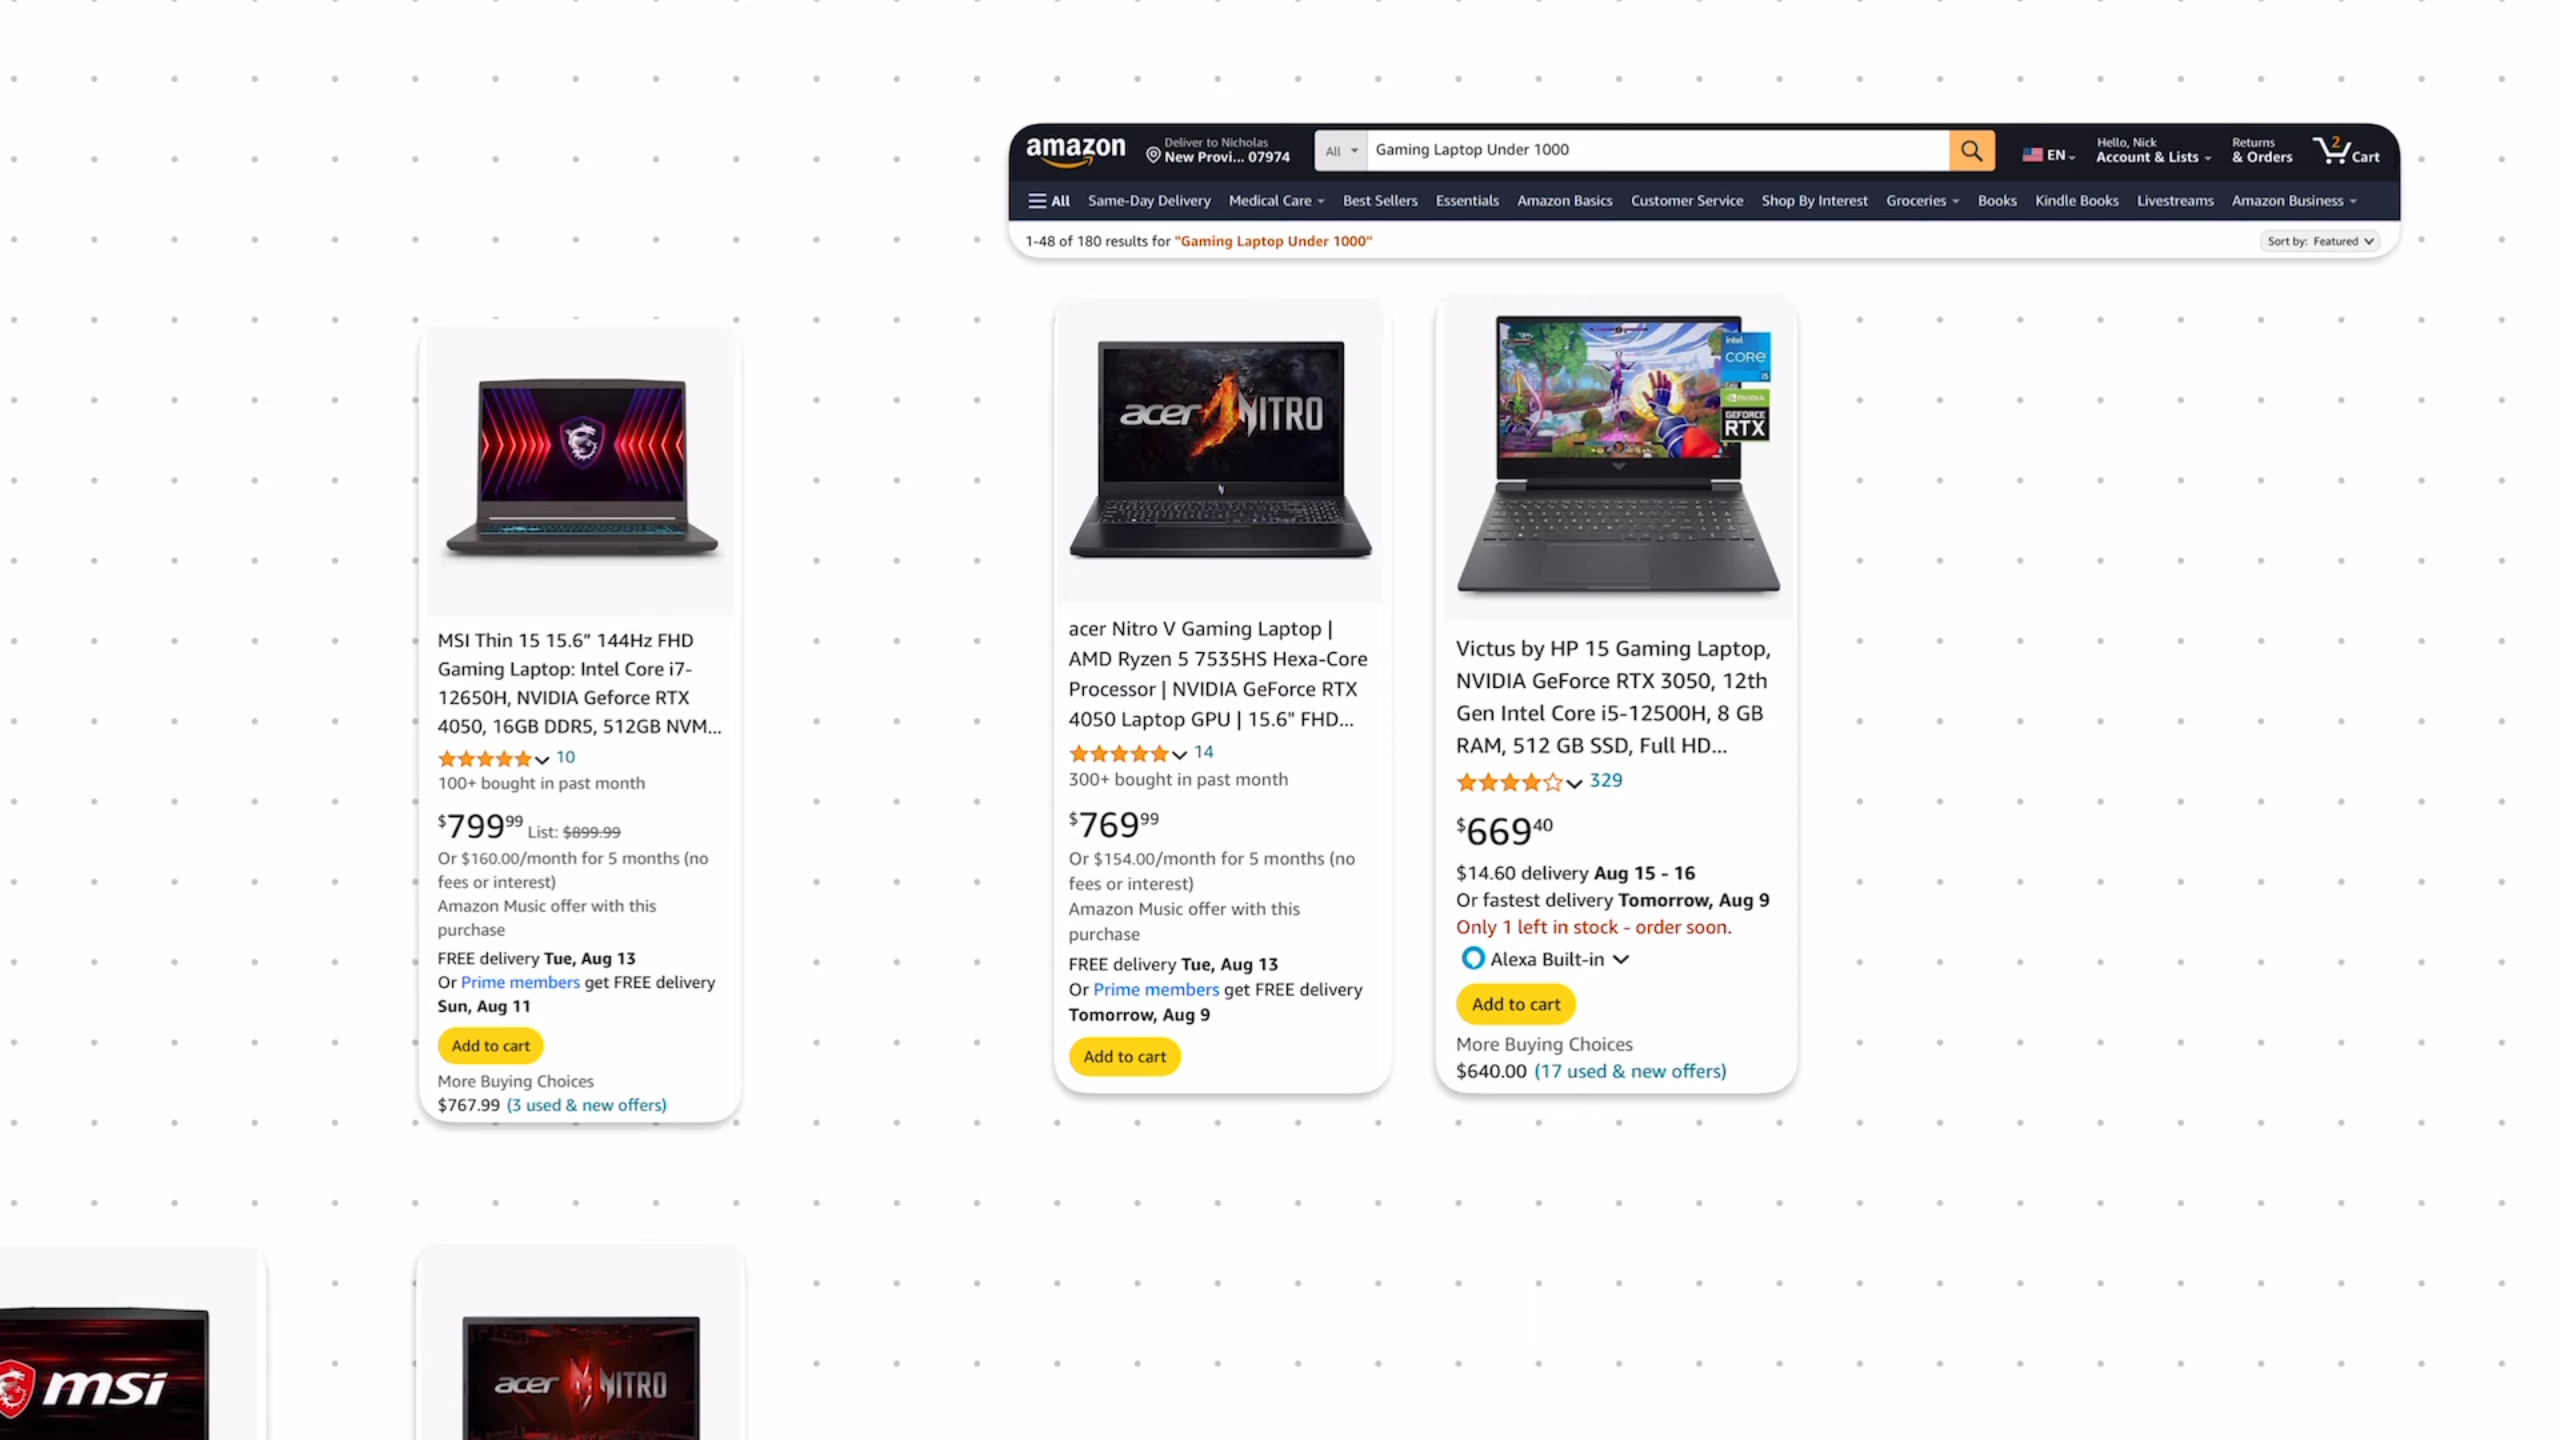 amazon
Deliver to Nicholas
New Provi... 07974
All
Gaming Laptop Under 1000
EN
Hello, Nick
Account & Lists
Returns
& Orders
2
Cart
All
Same-Day Delivery
Medical Care
Best Sellers
Essentials
Amazon Basics
Customer Service
Shop By Interest
Groceries
Books
Kindle Books
Livestreams
Amazon Business
1-48 of 180 results for "Gaming Laptop Under 1000"
Sort by: Featured
MSI Thin 15 15.6” 144Hz FHD
Gaming Laptop: Intel Core i7-
12650H, NVIDIA Geforce RTX
4050, 16GB DDR5, 512GB NVM...
10
100+ bought in past month
$799.99 List: $899.99
Or $160.00/month for 5 months (no
fees or interest)
Amazon Music offer with this
purchase
FREE delivery Tue, Aug 13
Or Prime members get FREE delivery
Sun, Aug 11
Add to cart
More Buying Choices
$767.99 (3 used & new offers)
acer NITRO
acer Nitro V Gaming Laptop |
AMD Ryzen 5 7535HS Hexa-Core
Processor | NVIDIA GeForce RTX
4050 Laptop GPU | 15.6" FHD...
14
300+ bought in past month
$769.99
Or $154.00/month for 5 months (no
fees or interest)
Amazon Music offer with this
purchase
FREE delivery Tue, Aug 13
Or Prime members get FREE delivery
Tomorrow, Aug 9
Add to cart
intel
CORE
i5
NVIDIA
GEFORCE
RTX
Victus by HP 15 Gaming Laptop,
NVIDIA GeForce RTX 3050, 12th
Gen Intel Core i5-12500H, 8 GB
RAM, 512 GB SSD, Full HD...
329
$669.40
$14.60 delivery Aug 15 - 16
Or fastest delivery Tomorrow, Aug 9
Only 1 left in stock - order soon.
Alexa Built-in
Add to cart
More Buying Choices
$640.00 (17 used & new offers)
msi
acer NITRO